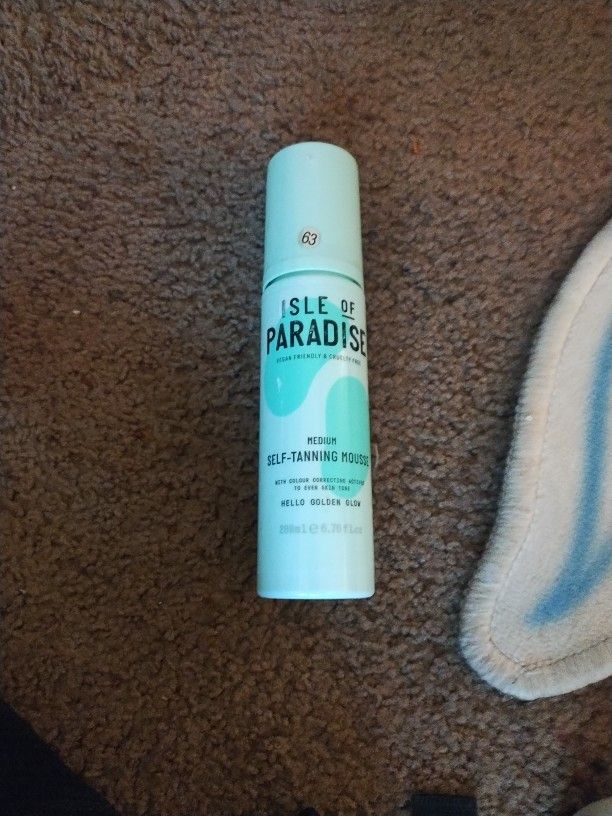 63
ISLE OF
PARADISE
VEGAN FRIENDLY & CRUELTY FREE
MEDIUM
SELF-TANNING MOUSSE
WITH COLOUR CORRECTING ACTIVES
TO EVEN SKIN TONE
HELLO GOLDEN GLOW
200ml e 6.76 fl.oz